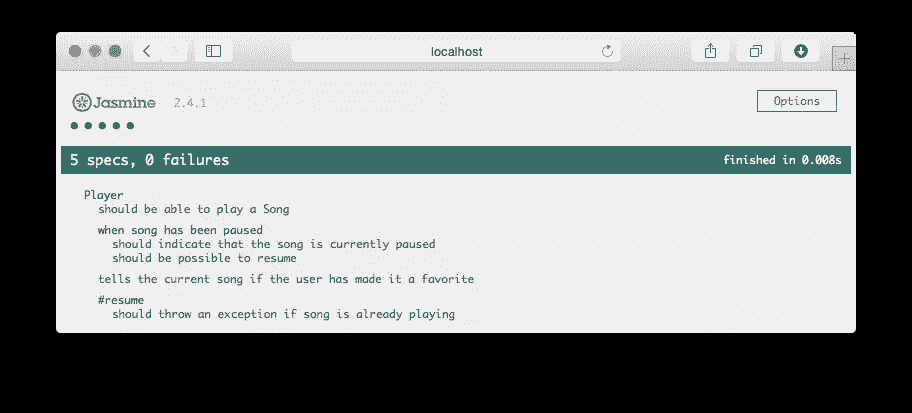 localhost
Jasmine 2.4.1
Options
5 specs, 0 failures
finished in 0.008s
Player
should be able to play a Song
when song has been paused
should indicate that the song is currently paused
should be possible to resume
tells the current song if the user has made it a favorite
#resume
should throw an exception if song is already playing